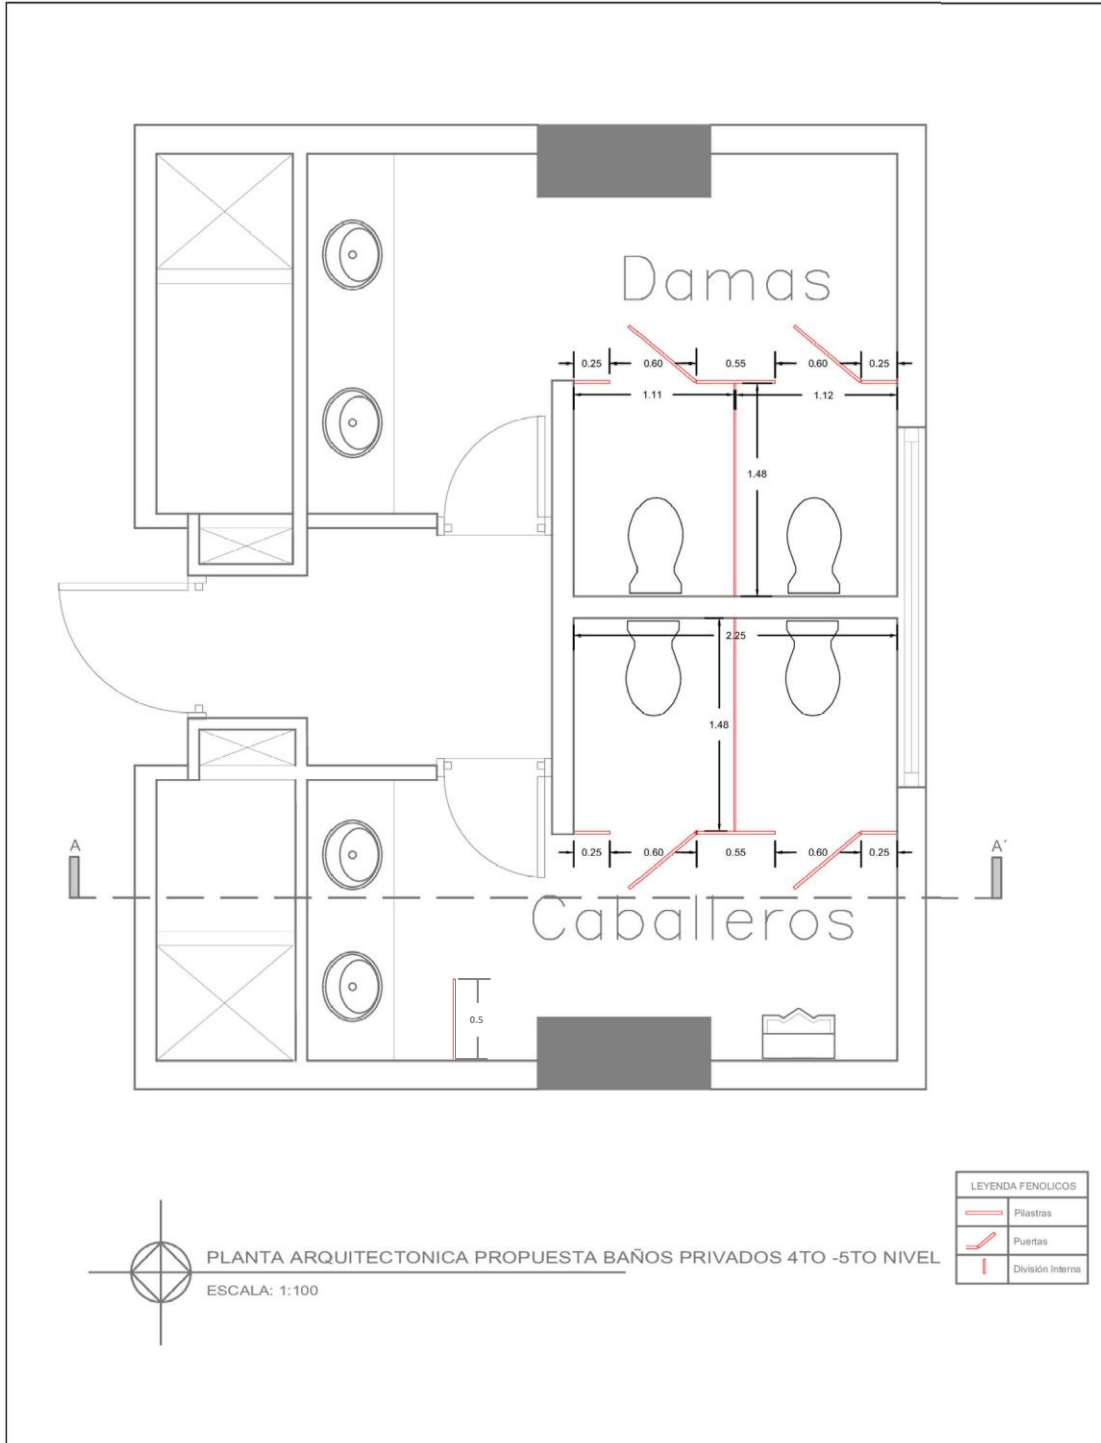 Damas
0.25 0.60 0.55 0.60 0.25
1.11 1.12
1.48
2.25
1.48
A A´
0.25 0.60 0.55 0.60 0.25
Caballeros
0.5
LEYENDA FENOLICOS
Pilastras
Puertas
División Interna
PLANTA ARQUITECTONICA PROPUESTA BAÑOS PRIVADOS 4TO -5TO NIVEL
ESCALA: 1:100